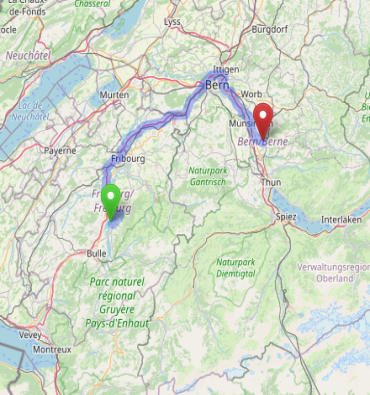 La Chaux-
de-Fonds
Chasseral
Lyss
Burgdorf
Neuchâtel
Ittigen
Bern
Worb
Murten
Lac de
Neuchâtel
Payerne
Fribourg
Bern/Berne
Naturpark
Gantrisch
Thun
Fribourg/
Freiburg
Spiez
Interlaken
Bulle
Naturpark
Diemtigtal
Verwaltungsregion
Oberland
Parc naturel
régional
Gruyère
Pays-d'Enhaut
Vevey
Montreux